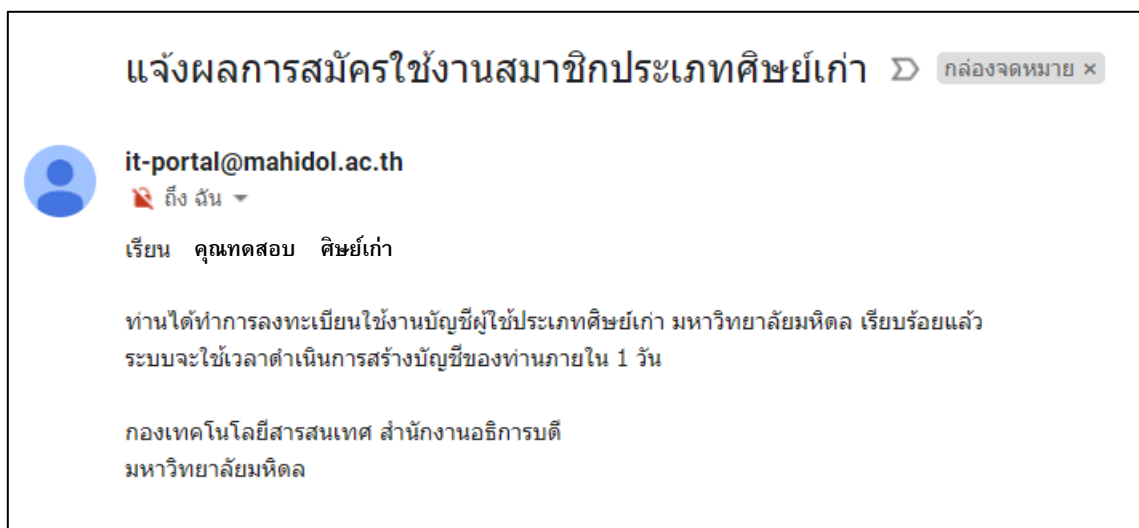 แจ้งผลการสมัครใช้งานสมาชิกประเภทศิษย์เก่า กล่องจดหมาย ×
it-portal@mahidol.ac.th
ถึง ฉัน
เรียน คุณทดสอบ ศิษย์เก่า
ท่านได้ทำการลงทะเบียนใช้งานบัญชีผู้ใช้ประเภทศิษย์เก่า มหาวิทยาลัยมหิดล เรียบร้อยแล้ว
ระบบจะใช้เวลาดำเนินการสร้างบัญชีของท่านภายใน 1 วัน
กองเทคโนโลยีสารสนเทศ สำนักงานอธิการบดี
มหาวิทยาลัยมหิดล